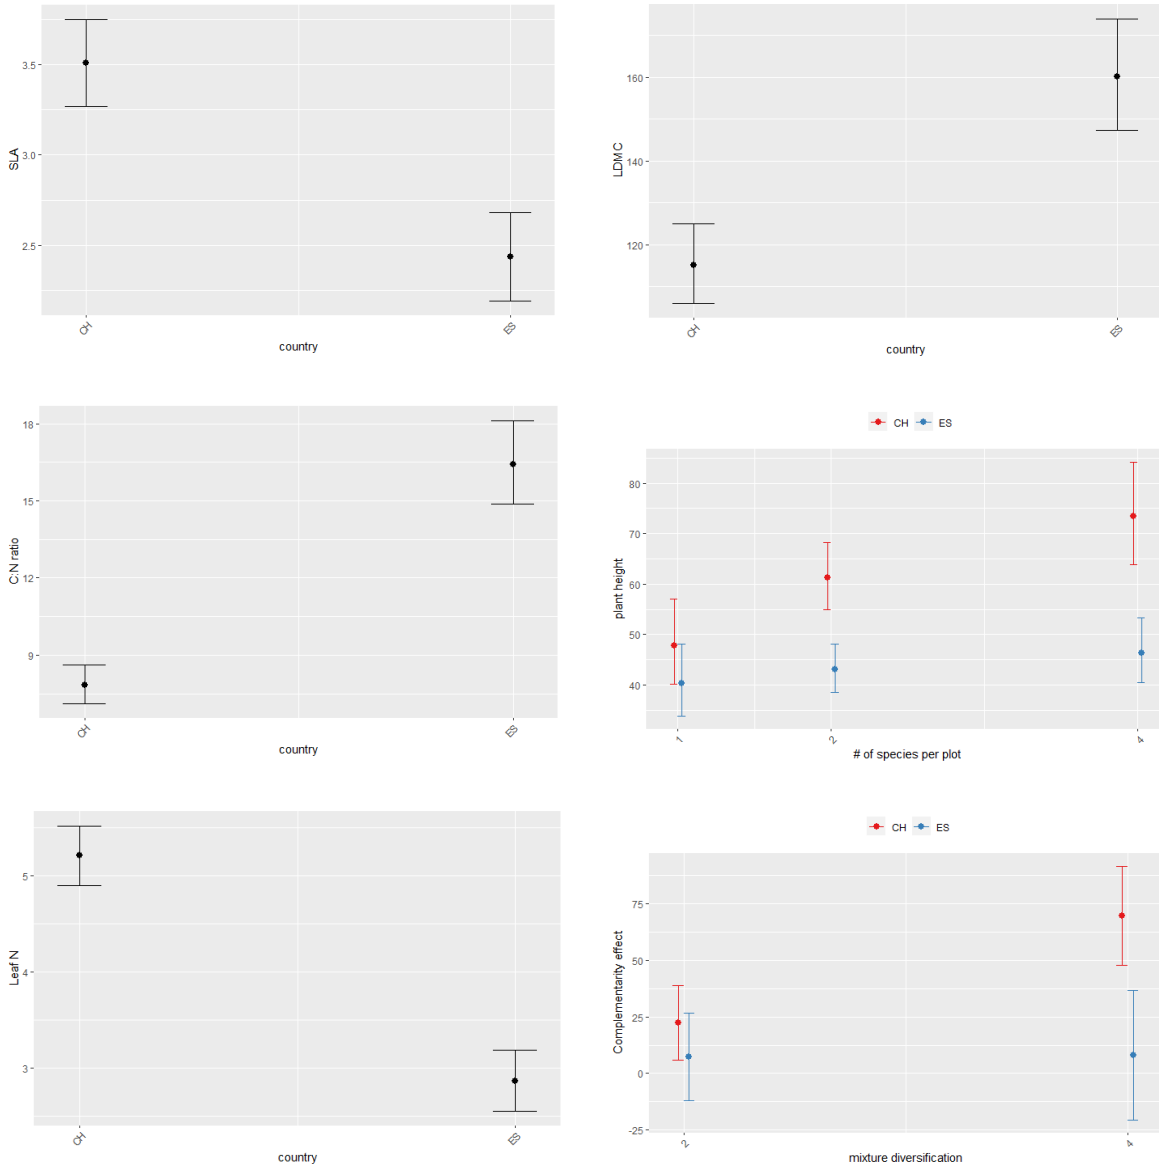 SLA
3.5
3.0
2.5
CH
ES
country
LDMC
160
140
120
CH
ES
country
C:N ratio
18
15
12
9
CH
ES
country
CH ES
plant height
80
70
60
50
40
1
2
4
# of species per plot
Leaf N
5
4
3
CH
ES
country
CH ES
Complementarity effect
75
50
25
0
-25
2
4
mixture diversification